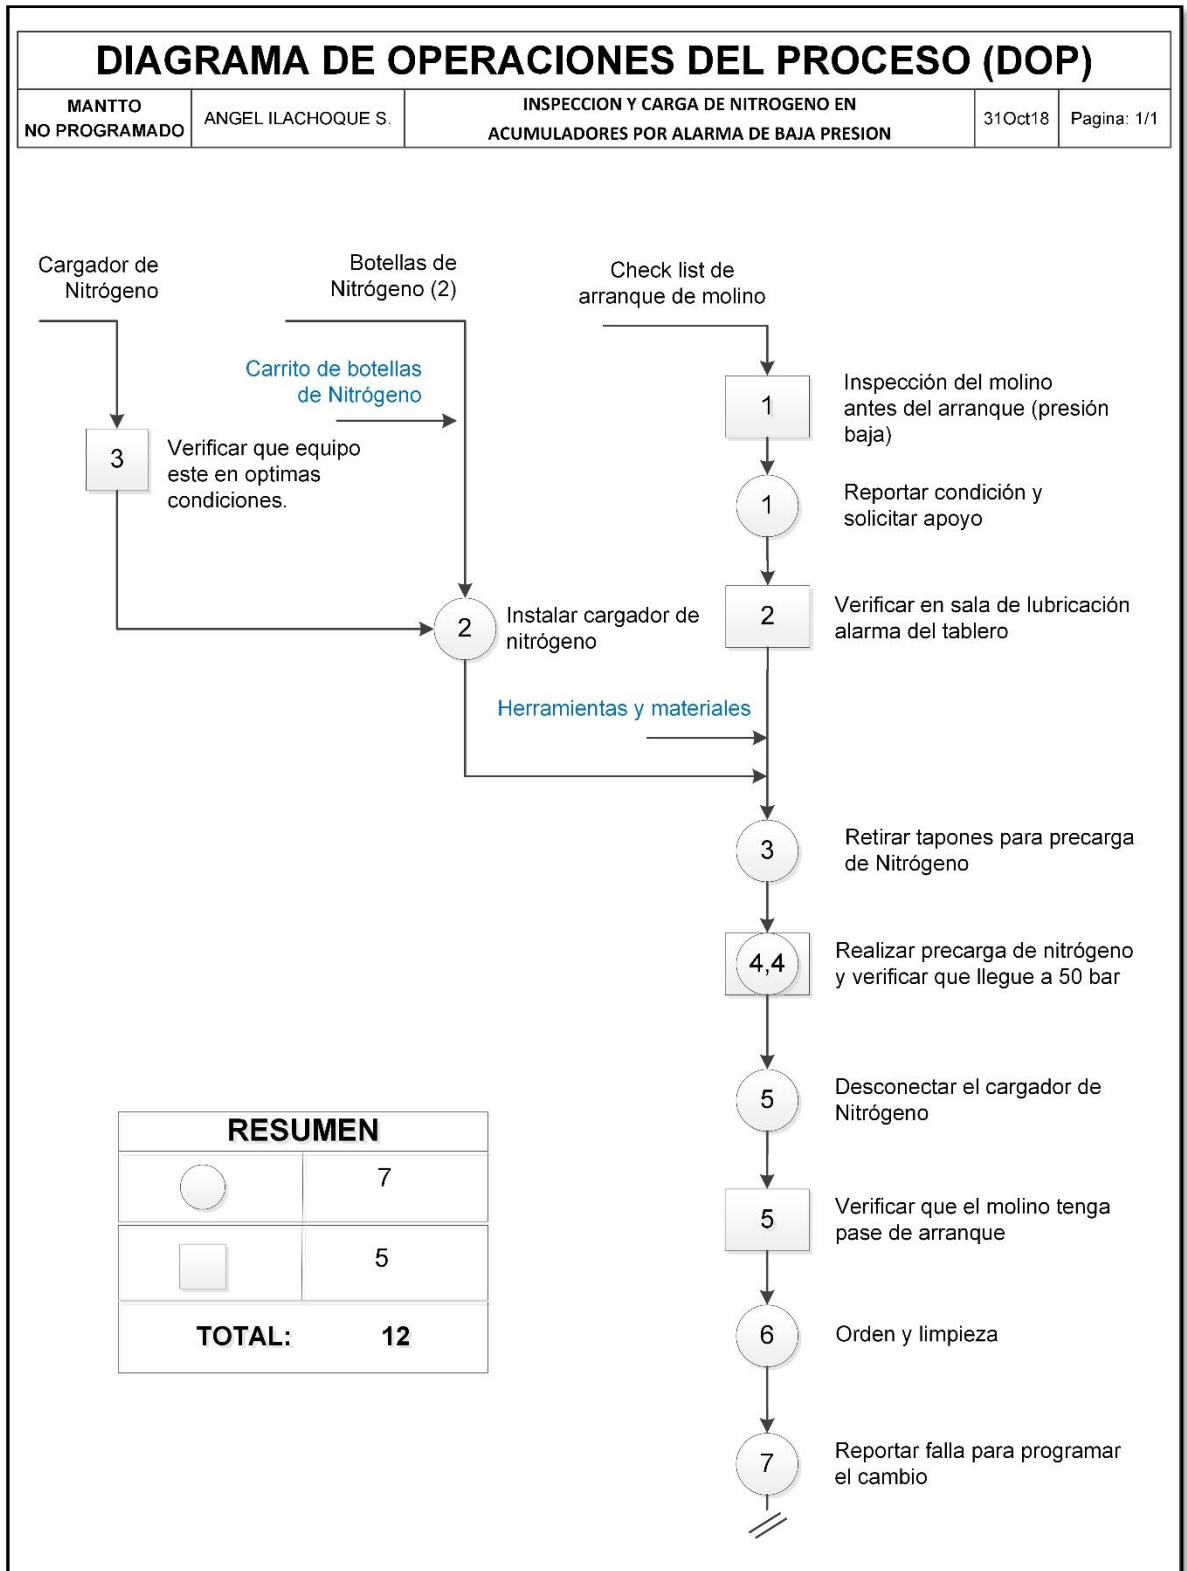 DIAGRAMA DE OPERACIONES DEL PROCESO (DOP)
MANTTO
NO PROGRAMADO
ANGEL ILACHOQUE S.
INSPECCION Y CARGA DE NITROGENO EN
ACUMULADORES POR ALARMA DE BAJA PRESION
31Oct18
Pagina: 1/1
Cargador de
Nitrógeno
Botellas de
Nitrógeno (2)
Check list de
arranque de molino
Carrito de botellas
de Nitrógeno
1
Inspección del molino
antes del arranque (presión
baja)
3
Verificar que equipo
este en optimas
condiciones.
1
Reportar condición y
solicitar apoyo
2
Instalar cargador de
nitrógeno
2
Verificar en sala de lubricación
alarma del tablero
Herramientas y materiales
3
Retirar tapones para precarga
de Nitrógeno
4,4
Realizar precarga de nitrógeno
y verificar que llegue a 50 bar
5
Desconectar el cargador de
Nitrógeno
5
Verificar que el molino tenga
pase de arranque
6
Orden y limpieza
7
Reportar falla para programar
el cambio
RESUMEN
7
5
TOTAL: 12